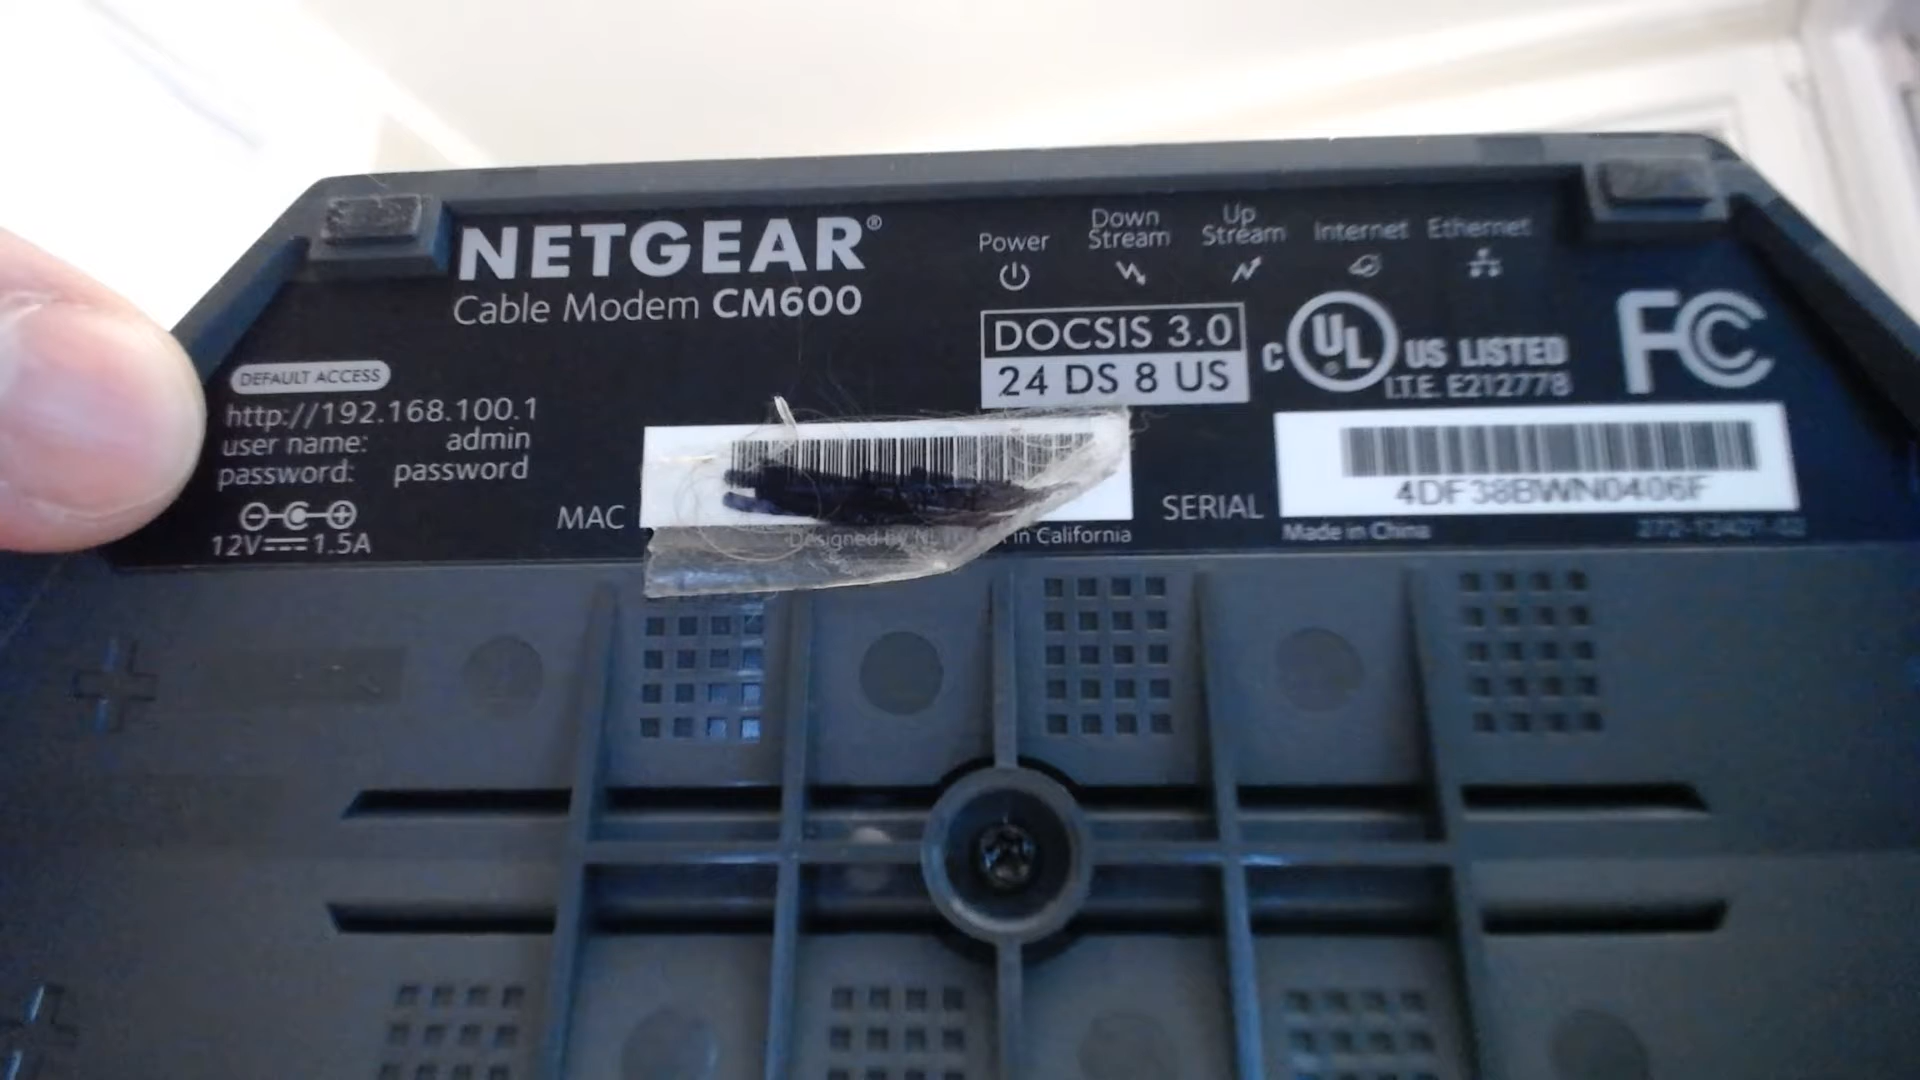 NETGEAR®
Cable Modem CM600
Power
Down Stream
Up Stream
Internet
Ethernet
DOCSIS 3.0
24 DS 8 US
C UL US LISTED
I.T.E. E212778
FC
DEFAULT ACCESS
http://192.168.100.1
user name: admin
password: password
12V 1.5A
MAC
SERIAL
4DF38BWN0406F
Designed by in California
Made in China